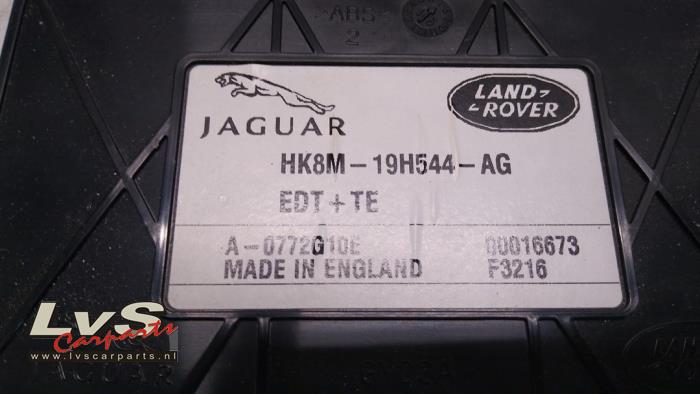 >ABS<
2
JAGUAR
LAND ROVER
HK8M-19H544-AG
EDT + TE
A-0772G10E 00016673
MADE IN ENGLAND F3216
LvS
Carparts
www.lvscarparts.nl
JAGUAR